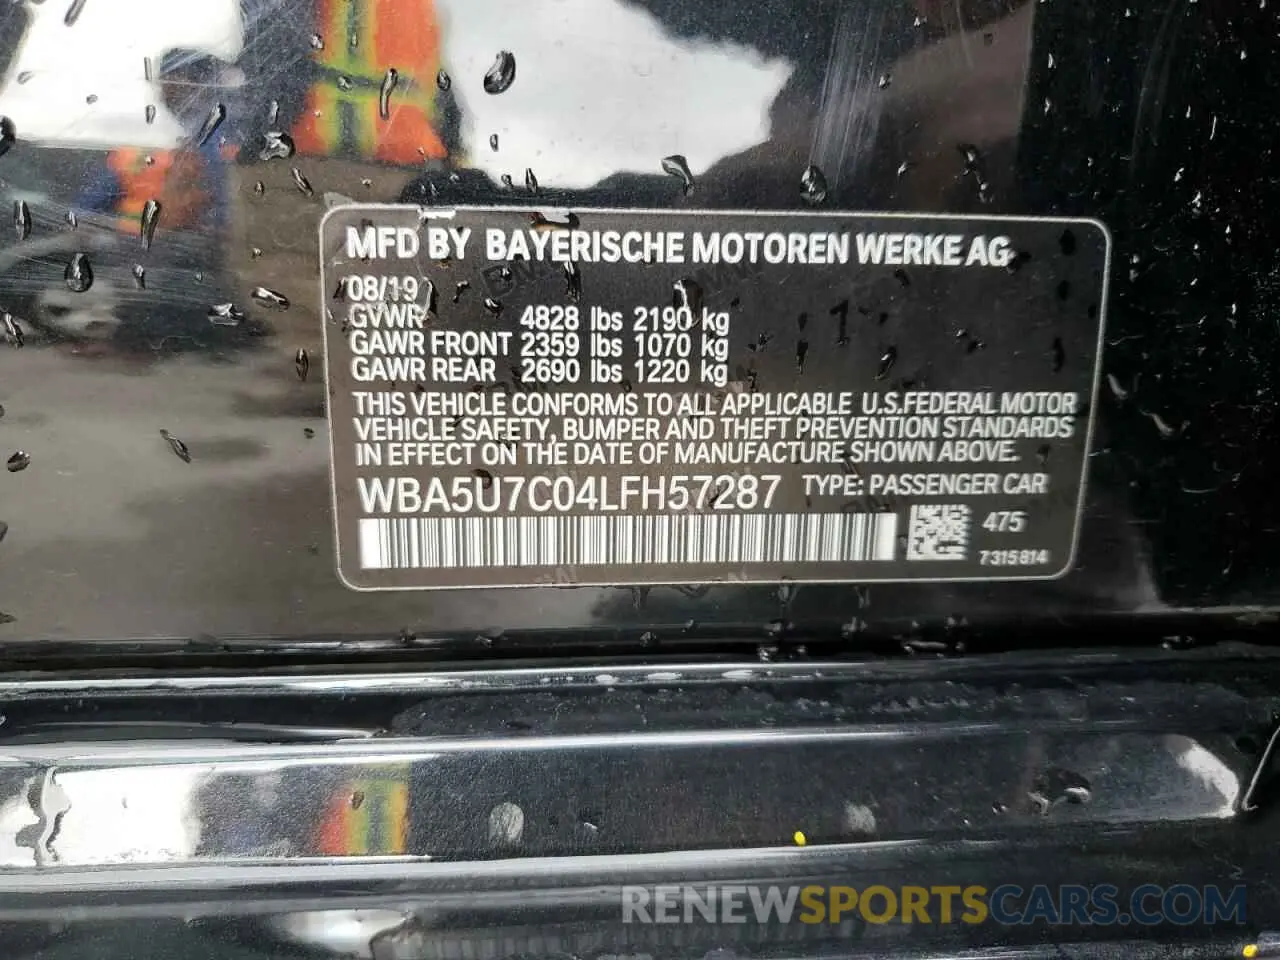 MFD BY BAYERISCHE MOTOREN WERKE AG
08/19
GVWR 4828 lbs 2190 kg
GAWR FRONT 2359 lbs 1070 kg
GAWR REAR 2690 lbs 1220 kg
THIS VEHICLE CONFORMS TO ALL APPLICABLE U.S.FEDERAL MOTOR
VEHICLE SAFETY, BUMPER AND THEFT PREVENTION STANDARDS
IN EFFECT ON THE DATE OF MANUFACTURE SHOWN ABOVE.
WBA5U7C04LFH57287 TYPE: PASSENGER CAR
475
7315814
RENEWSPORTSCARS.COM